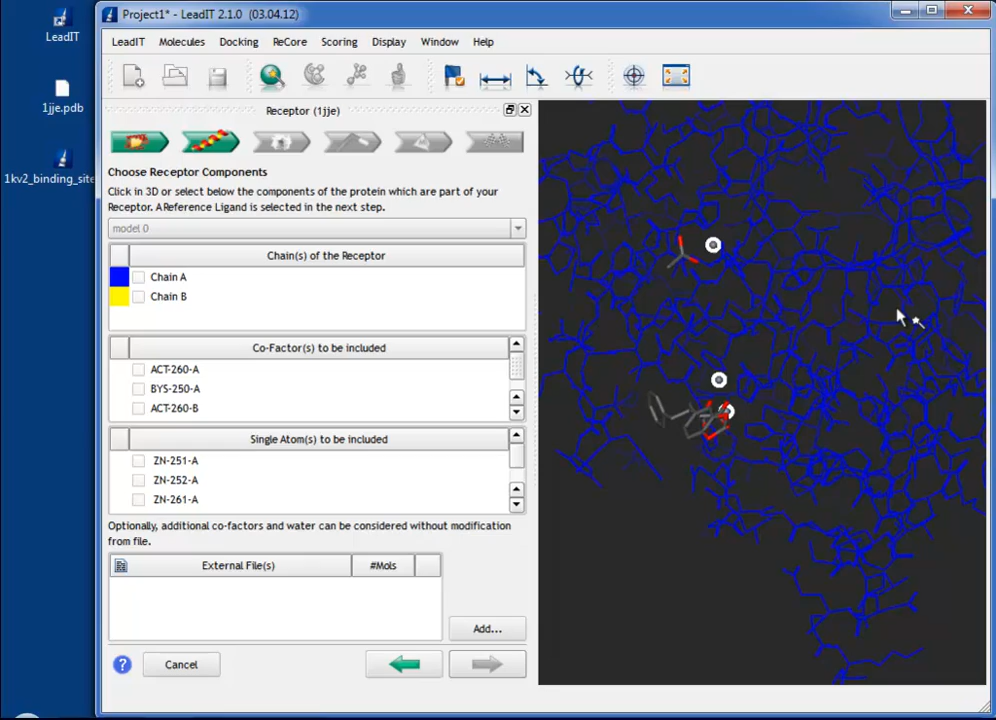 LeadIT
1jje.pdb
1kv2_binding_site
Project1* - LeadIT 2.1.0 (03.04.12)
LeadIT Molecules Docking ReCore Scoring Display Window Help
Receptor (1jje)
Choose Receptor Components
Click in 3D or select below the components of the protein which are part of your
Receptor. AReference Ligand is selected in the next step.
model 0
Chain(s) of the Receptor
Chain A
Chain B
Co-Factor(s) to be included
ACT-260-A
BYS-250-A
ACT-260-B
Single Atom(s) to be included
ZN-251-A
ZN-252-A
ZN-261-A
Optionally, additional co-factors and water can be considered without modification
from file.
External File(s) #Mols
Add...
? Cancel